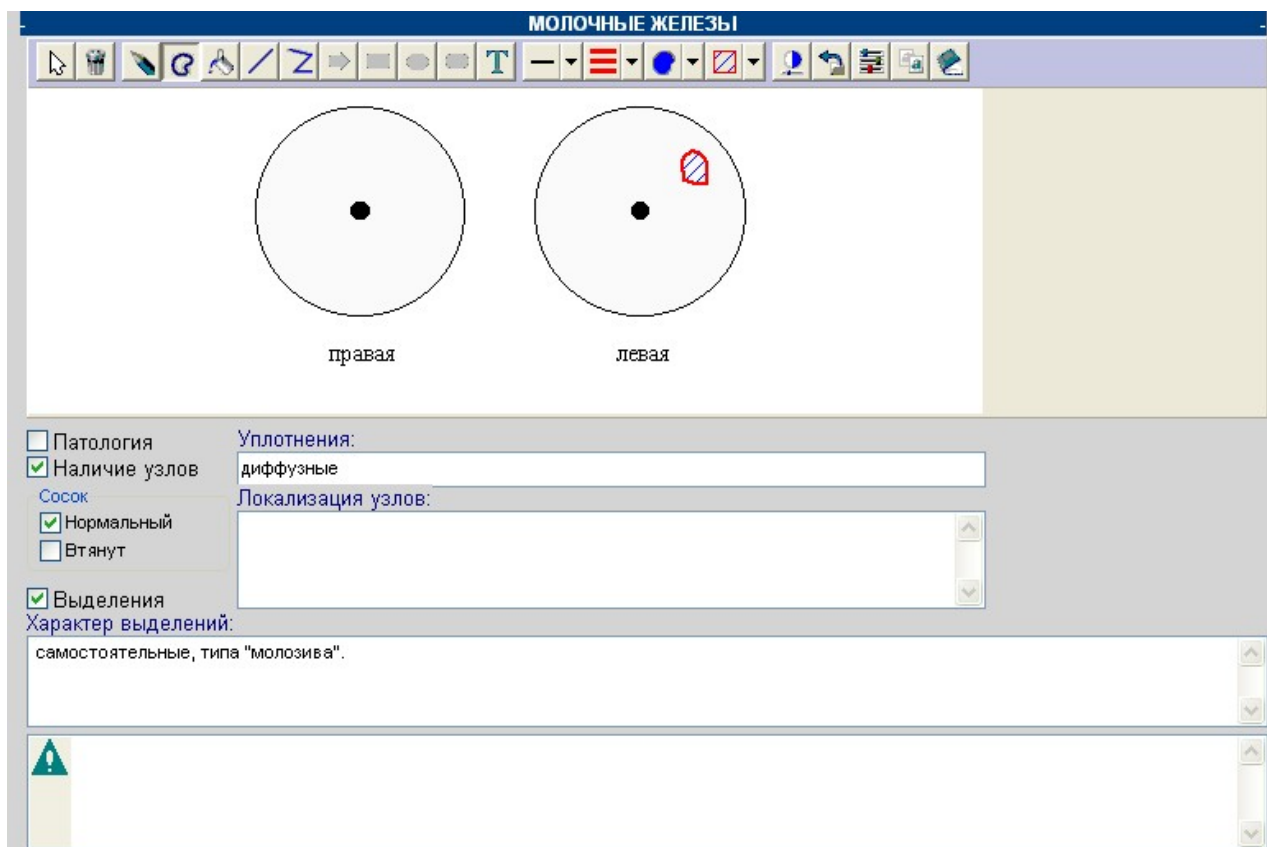 МОЛОЧНЫЕ ЖЕЛЕЗЫ
T
правая
левая
Патология
Уплотнения:
Наличие узлов
диффузные
Сосок
Локализация узлов:
Нормальный
Втянут
Выделения
Характер выделений:
самостоятельные, типа "молозива".